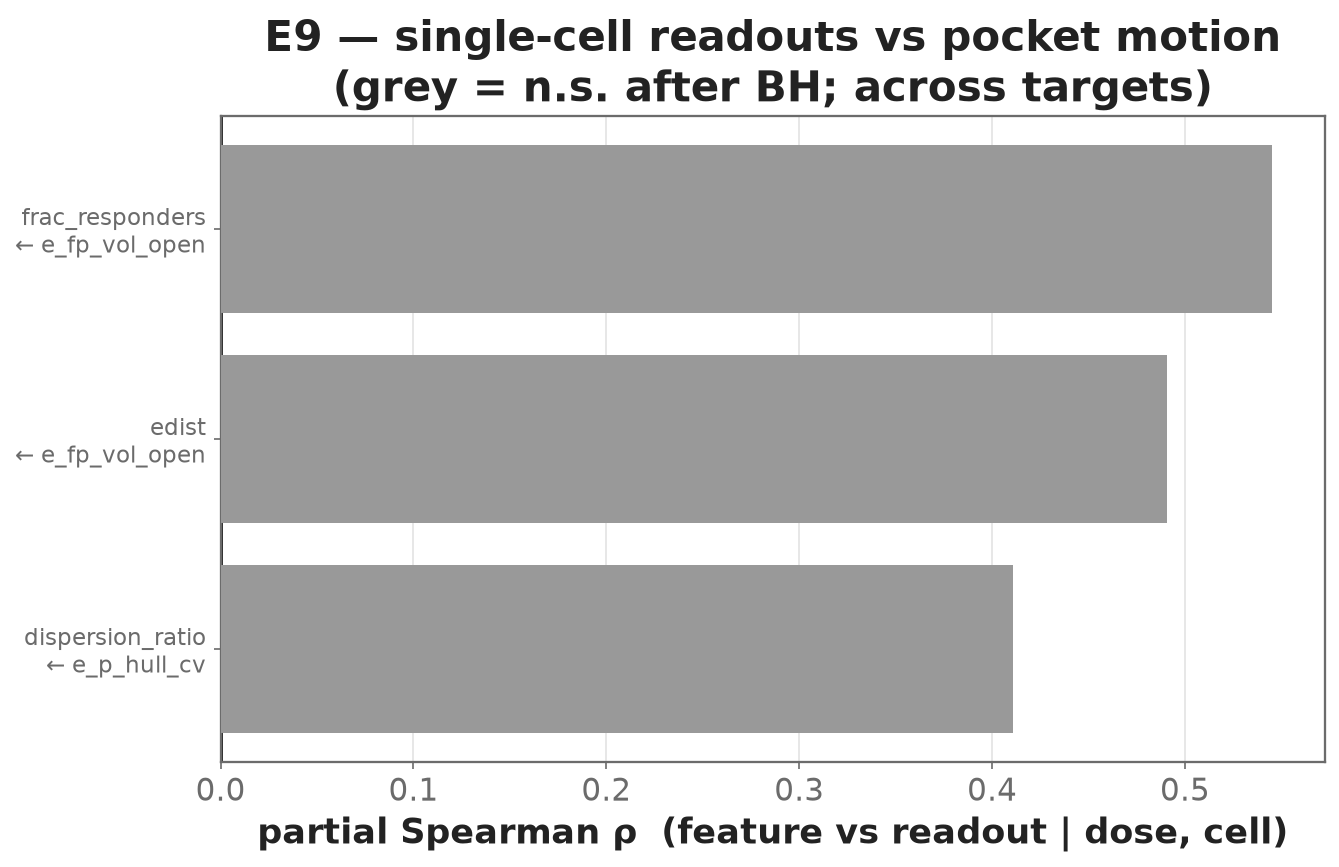 E9 — single-cell readouts vs pocket motion
(grey = n.s. after BH; across targets)
frac_responders
← e_fp_vol_open
edist
← e_fp_vol_open
dispersion_ratio
← e_p_hull_cv
0.0 0.1 0.2 0.3 0.4 0.5
partial Spearman ρ  (feature vs readout | dose, cell)